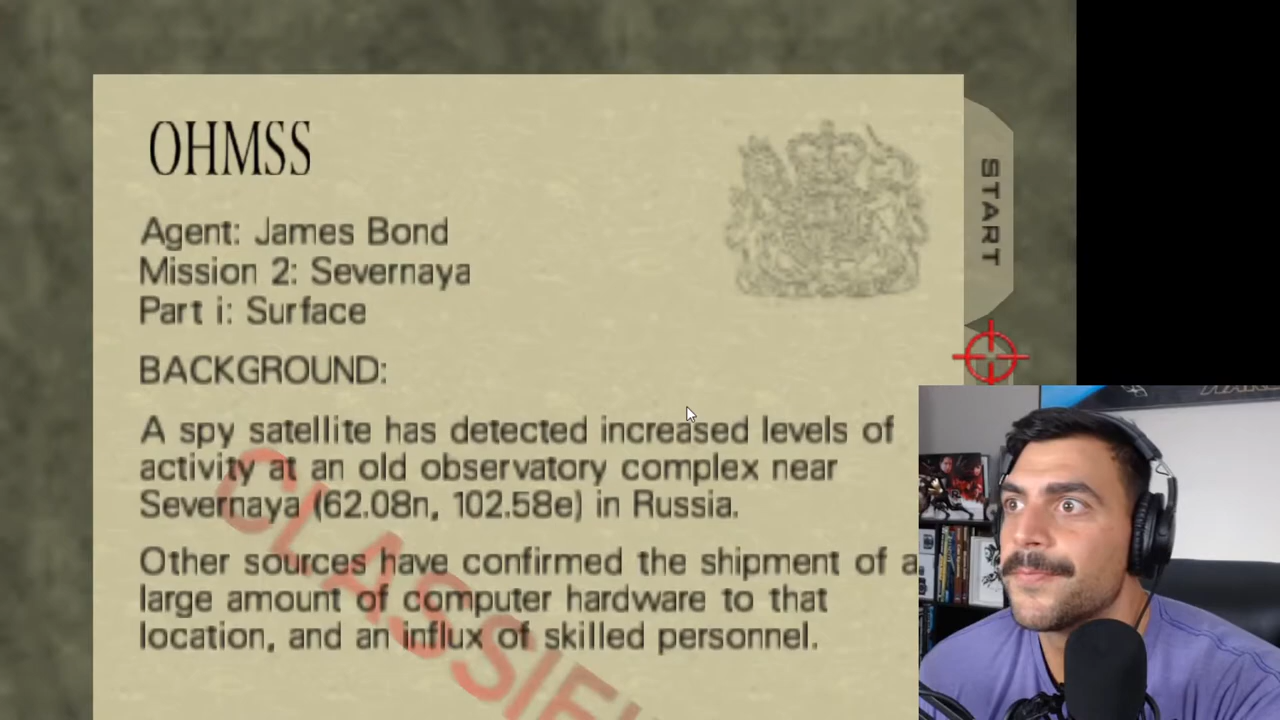 OHMSS
START
Agent: James Bond
Mission 2: Severnaya
Part i: Surface
BACKGROUND:
A spy satellite has detected increased levels of
activity at an old observatory complex near
Severnaya (62.08n, 102.58e) in Russia.
Other sources have confirmed the shipment of a
large amount of computer hardware to that
location, and an influx of skilled personnel.
CLASSIFI